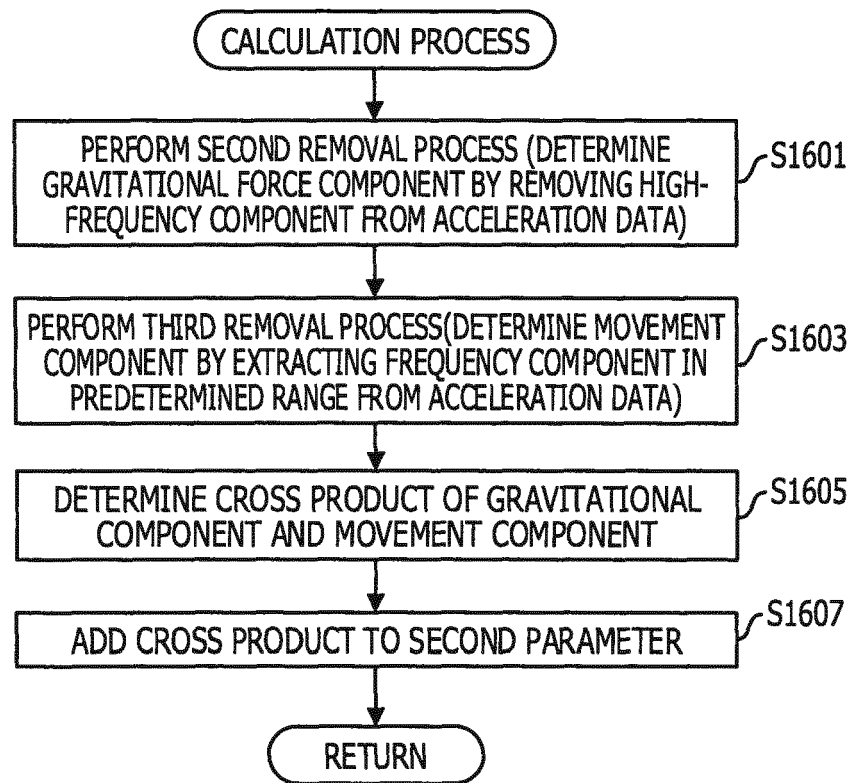 CALCULATION PROCESS
PERFORM SECOND REMOVAL PROCESS (DETERMINE
GRAVITATIONAL FORCE COMPONENT BY REMOVING HIGH-
FREQUENCY COMPONENT FROM ACCELERATION DATA)
S1601
PERFORM THIRD REMOVAL PROCESS(DETERMINE MOVEMENT
COMPONENT BY EXTRACTING FREQUENCY COMPONENT IN
PREDETERMINED RANGE FROM ACCELERATION DATA)
S1603
DETERMINE CROSS PRODUCT OF GRAVITATIONAL
COMPONENT AND MOVEMENT COMPONENT
S1605
ADD CROSS PRODUCT TO SECOND PARAMETER
S1607
RETURN